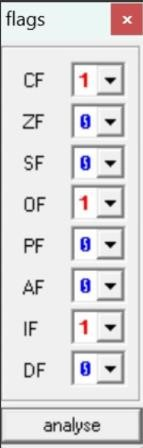 flags
x
CF 1
ZF 0
SF 0
OF 1
PF 0
AF 0
IF 1
DF 0
analyse